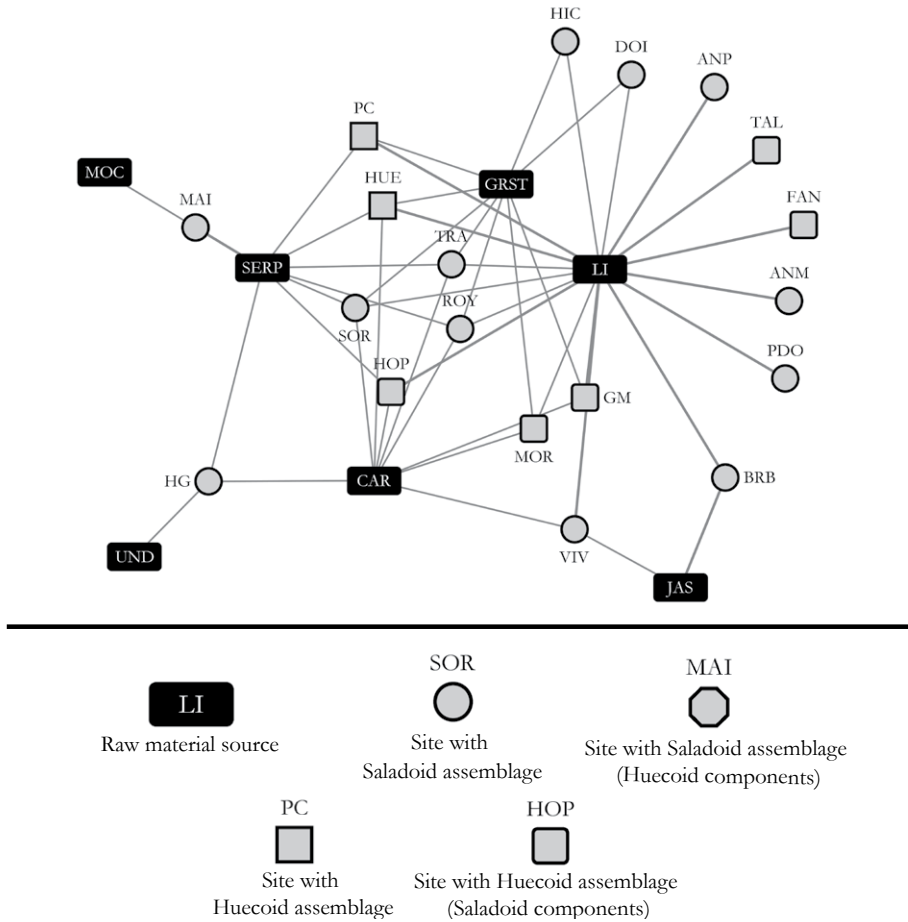 HIC
DOI
ANP
PC
TAL
MOC
HUE
GRST
MAI
FAN
TRA
SERP
LI
ANM
ROY
SOR
PDO
HOP
GM
MOR
HG
CAR
BRB
VIV
UND
JAS
SOR
MAI
LI
Raw material source
Site with
Saladoid assemblage
Site with Saladoid assemblage
(Huecoid components)
PC
HOP
Site with
Huecoid assemblage
Site with Huecoid assemblage
(Saladoid components)